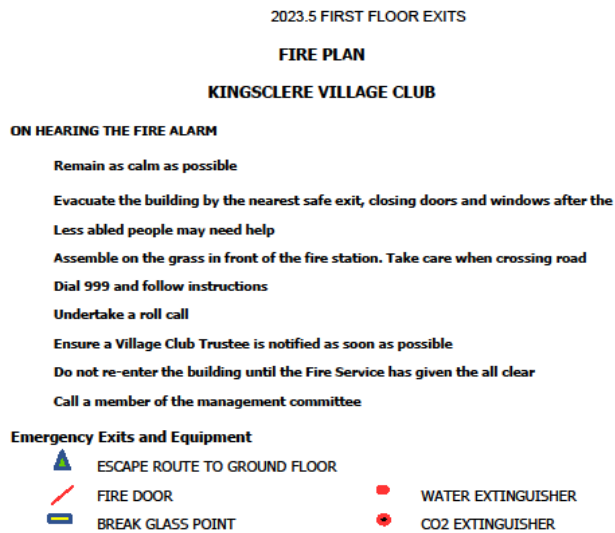 2023.5 FIRST FLOOR EXITS
FIRE PLAN
KINGSCLERE VILLAGE CLUB
ON HEARING THE FIRE ALARM
Remain as calm as possible
Evacuate the building by the nearest safe exit, closing doors and windows after the
Less abled people may need help
Assemble on the grass in front of the fire station. Take care when crossing road
Dial 999 and follow instructions
Undertake a roll call
Ensure a Village Club Trustee is notified as soon as possible
Do not re-enter the building until the Fire Service has given the all clear
Call a member of the management committee
Emergency Exits and Equipment
ESCAPE ROUTE TO GROUND FLOOR
FIRE DOOR WATER EXTINGUISHER
BREAK GLASS POINT CO2 EXTINGUISHER